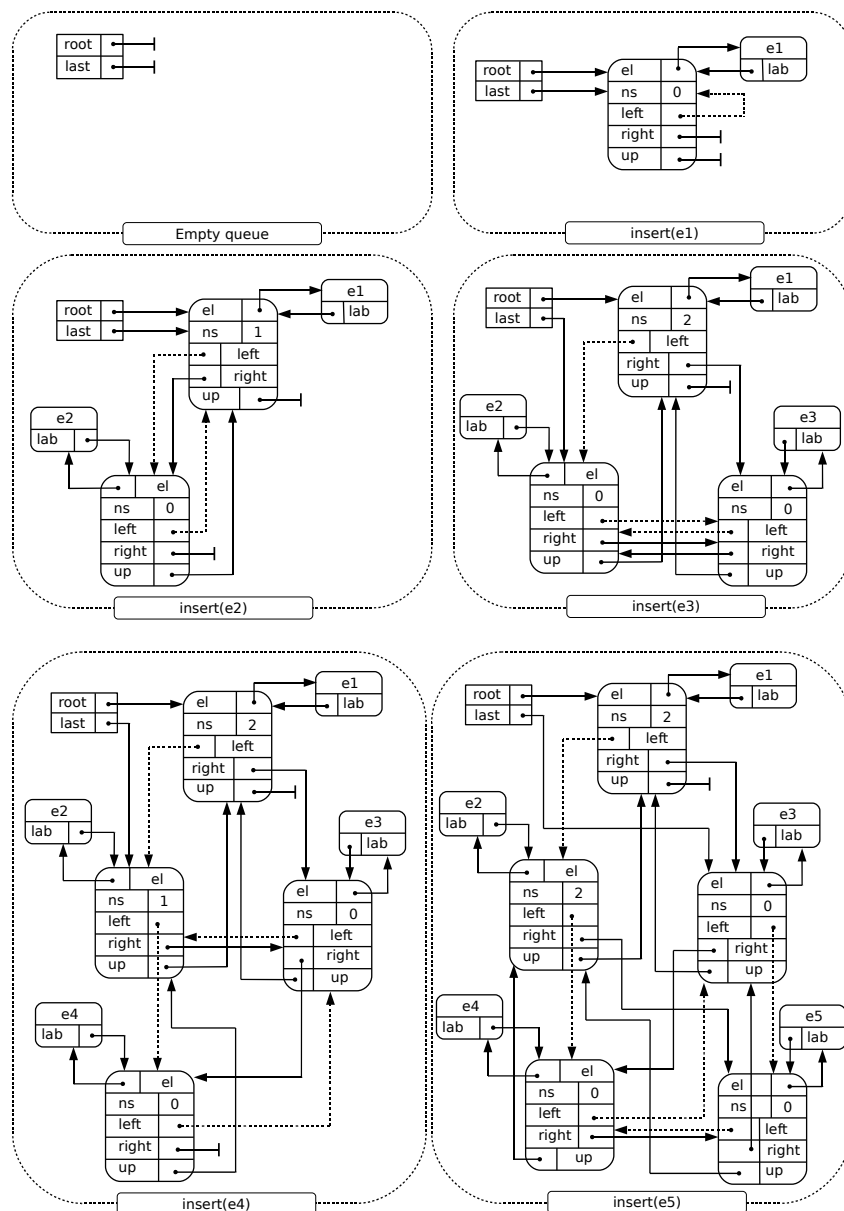 root
last
Empty queue
e1
lab
root
last
el
ns 0
left
right
up
insert(e1)
e1
lab
root
last
el
ns 1
left
right
up
e2
lab
el
ns 0
left
right
up
insert(e2)
e1
lab
root
last
el
ns 2
left
right
up
e2
lab
e3
lab
el
ns 0
left
right
up
el
ns 0
left
right
up
insert(e3)
e1
lab
root
last
el
ns 2
left
right
up
e2
lab
e3
lab
el
ns 1
left
right
up
el
ns 0
left
right
up
e4
lab
el
ns 0
left
right
up
insert(e4)
e1
lab
root
last
el
ns 2
left
right
up
e2
lab
e3
lab
el
ns 2
left
right
up
el
ns 0
left
right
up
e4
lab
e5
lab
el
ns 0
left
right
up
el
ns 0
left
right
up
insert(e5)